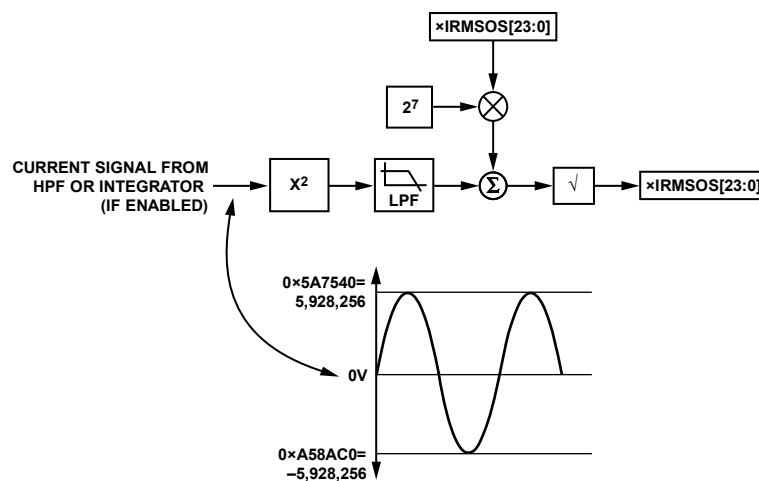 ×IRMSOS[23:0]
2⁷
CURRENT SIGNAL FROM
HPF OR INTEGRATOR
(IF ENABLED)
X²
LPF
Σ
√
×IRMSOS[23:0]
0×5A7540=
5,928,256
0V
0×A58AC0=
–5,928,256